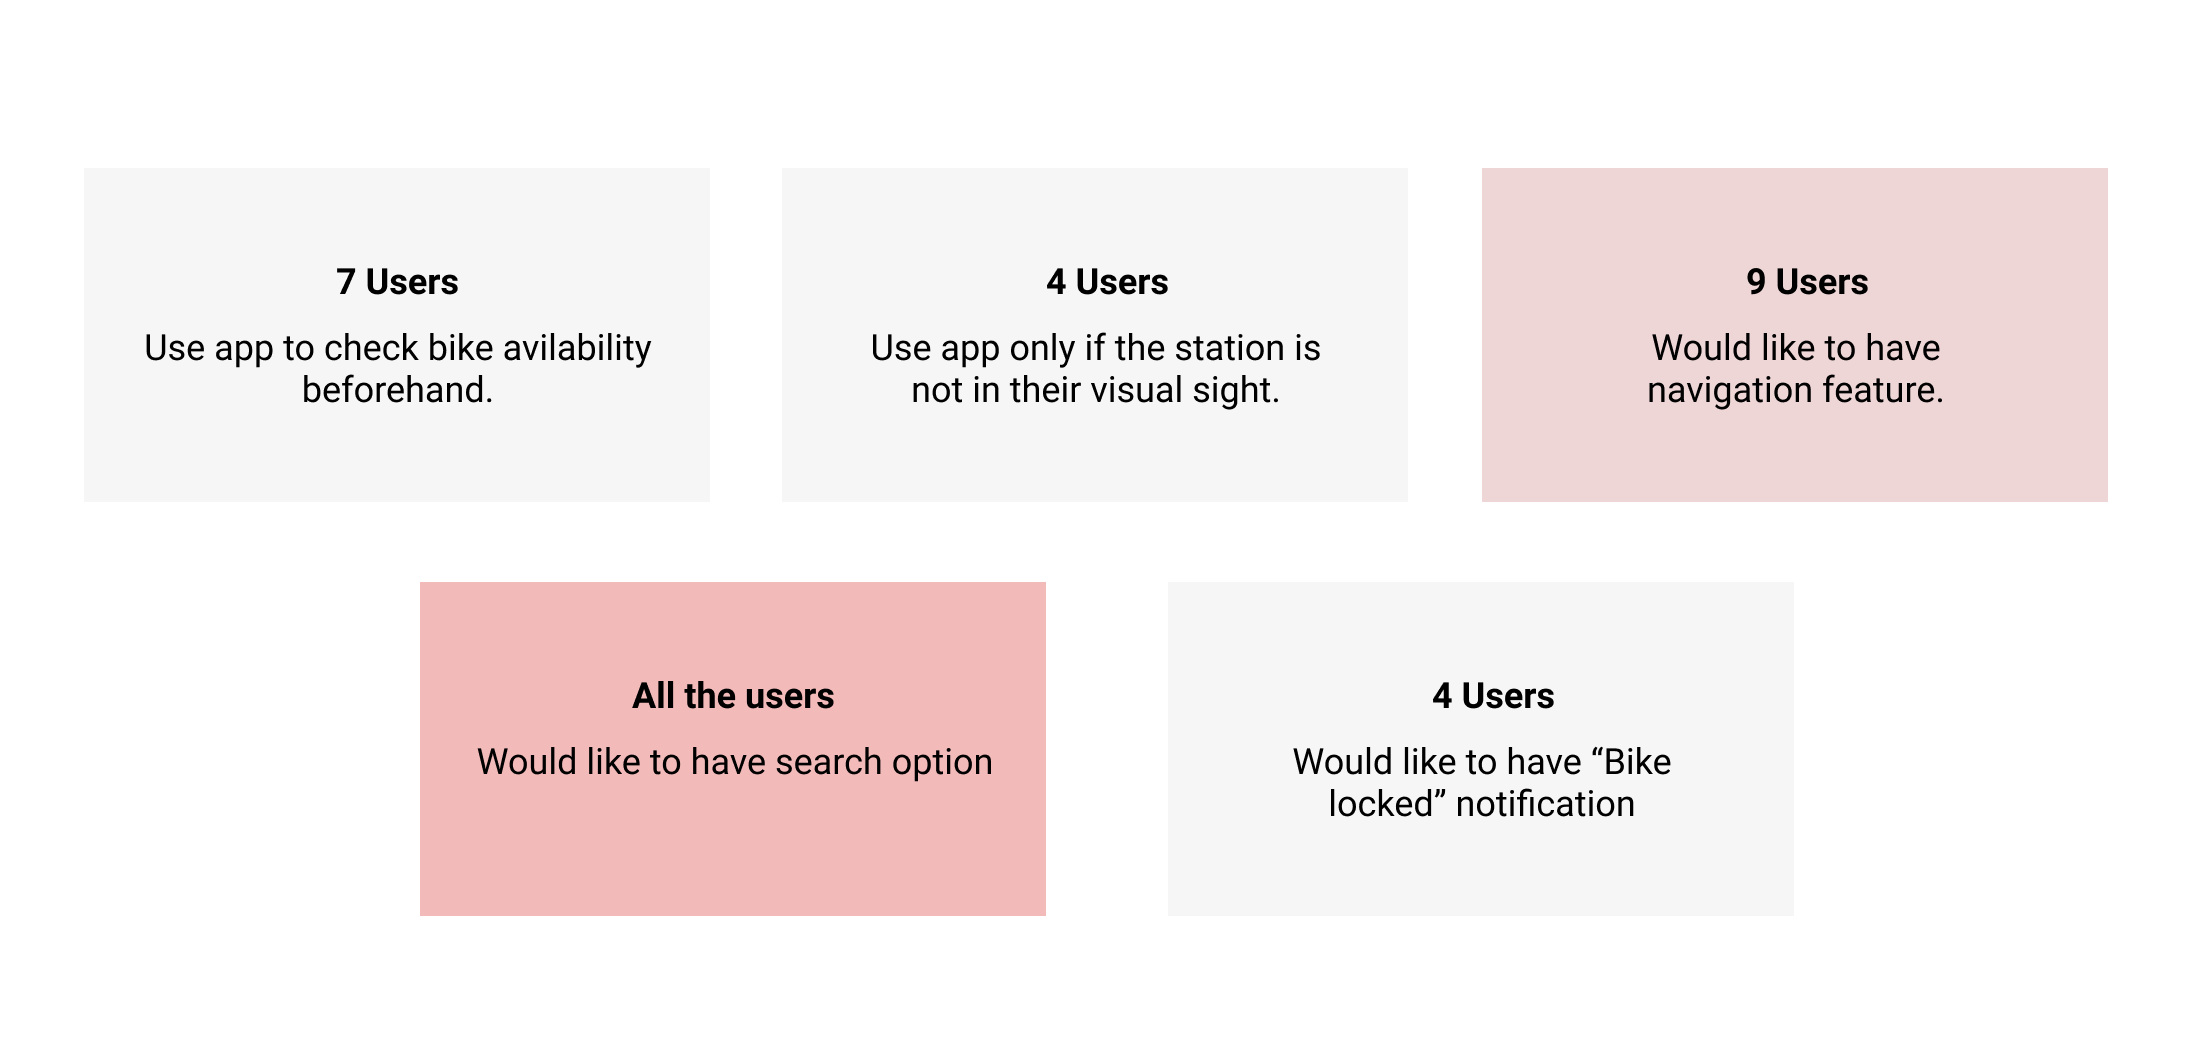 7 Users
Use app to check bike avilability
beforehand.
4 Users
Use app only if the station is
not in their visual sight.
9 Users
Would like to have
navigation feature.
All the users
Would like to have search option
4 Users
Would like to have “Bike
locked” notification